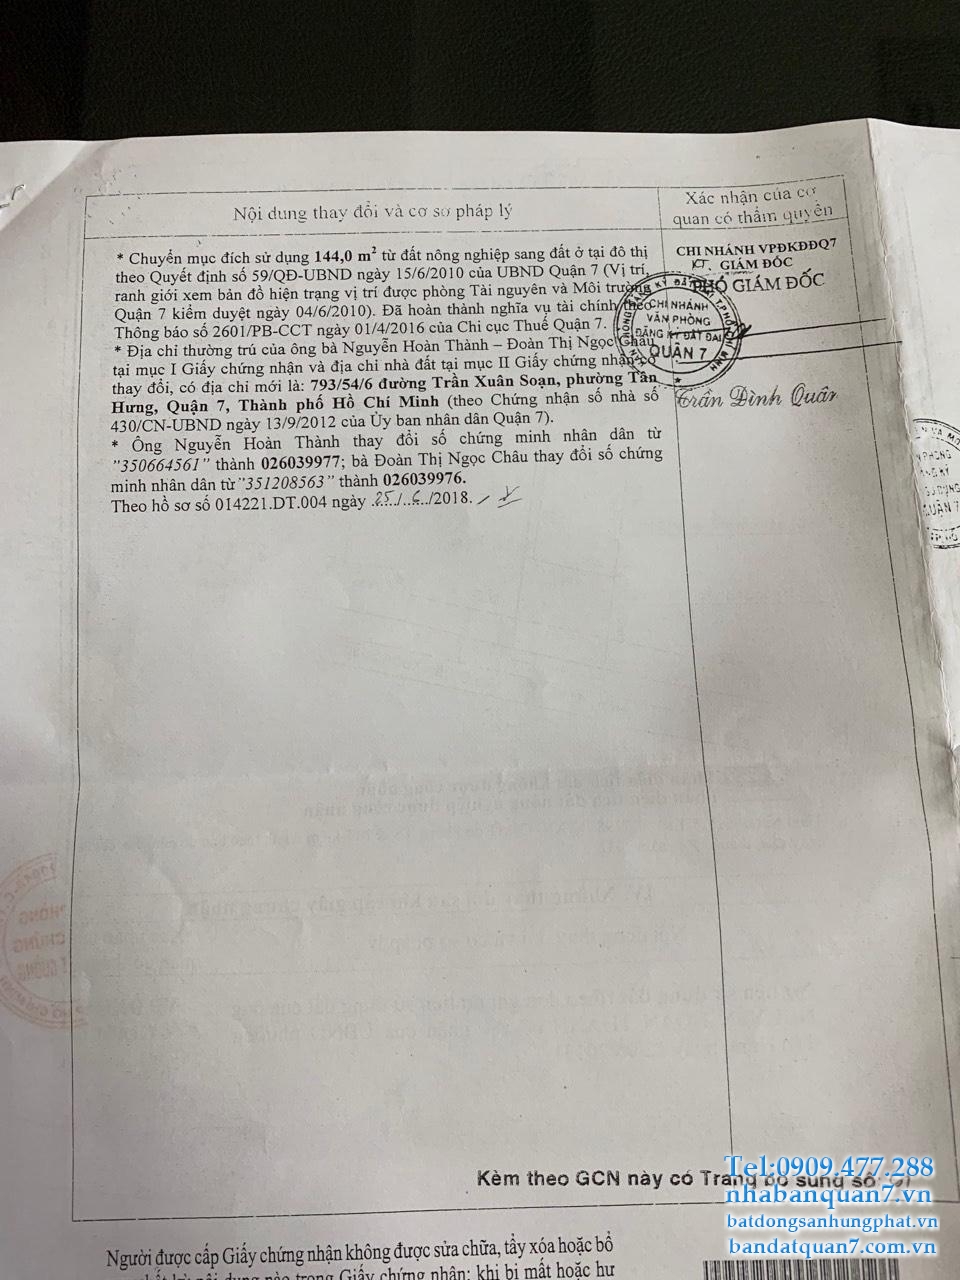 Nội dung thay đổi và cơ sở pháp lý
Xác nhận của cơ
quan có thẩm quyền
* Chuyển mục đích sử dụng 144,0 m² từ đất nông nghiệp sang đất ở tại đô thị
theo Quyết định số 59/QĐ-UBND ngày 15/6/2010 của UBND Quận 7 (Vị trí,
ranh giới xem bản đồ hiện trạng vị trí được phòng Tài nguyên và Môi trường
Quận 7 kiểm duyệt ngày 04/6/2010). Đã hoàn thành nghĩa vụ tài chính theo
Thông báo số 2601/PB-CCT ngày 01/4/2016 của Chi cục Thuế Quận 7.
* Địa chỉ thường trú của ông bà Nguyễn Hoàn Thành – Đoàn Thị Ngọc Châu
tại mục I Giấy chứng nhận và địa chỉ nhà đất tại mục II Giấy chứng nhận có
thay đổi, có địa chỉ mới là: 793/54/6 đường Trần Xuân Soạn, phường Tân
Hưng, Quận 7, Thành phố Hồ Chí Minh (theo Chứng nhận số nhà số
430/CN-UBND ngày 13/9/2012 của Ủy ban nhân dân Quận 7).
* Ông Nguyễn Hoàn Thành thay đổi số chứng minh nhân dân từ
"350664561" thành 026039977; bà Đoàn Thị Ngọc Châu thay đổi số chứng
minh nhân dân từ "351208563" thành 026039976.
Theo hồ sơ số 014221.DT.004 ngày 25/6/2018.
CHI NHÁNH VPĐKĐĐQ7
KT. GIÁM ĐỐC
PHÓ GIÁM ĐỐC
CHI NHÁNH
VĂN PHÒNG
ĐĂNG KÝ ĐẤT ĐAI
QUẬN 7
Trần Đình Quân
Kèm theo GCN này có Trang bổ sung số: 01
Người được cấp Giấy chứng nhận không được sửa chữa, tẩy xóa hoặc bổ
nội dung nào trong Giấy chứng nhận; khi bị mất hoặc hư
Tel:0909.477.288
nhabanquan7.vn
batdongsanhungphat.vn
bandatquan7.com.vn